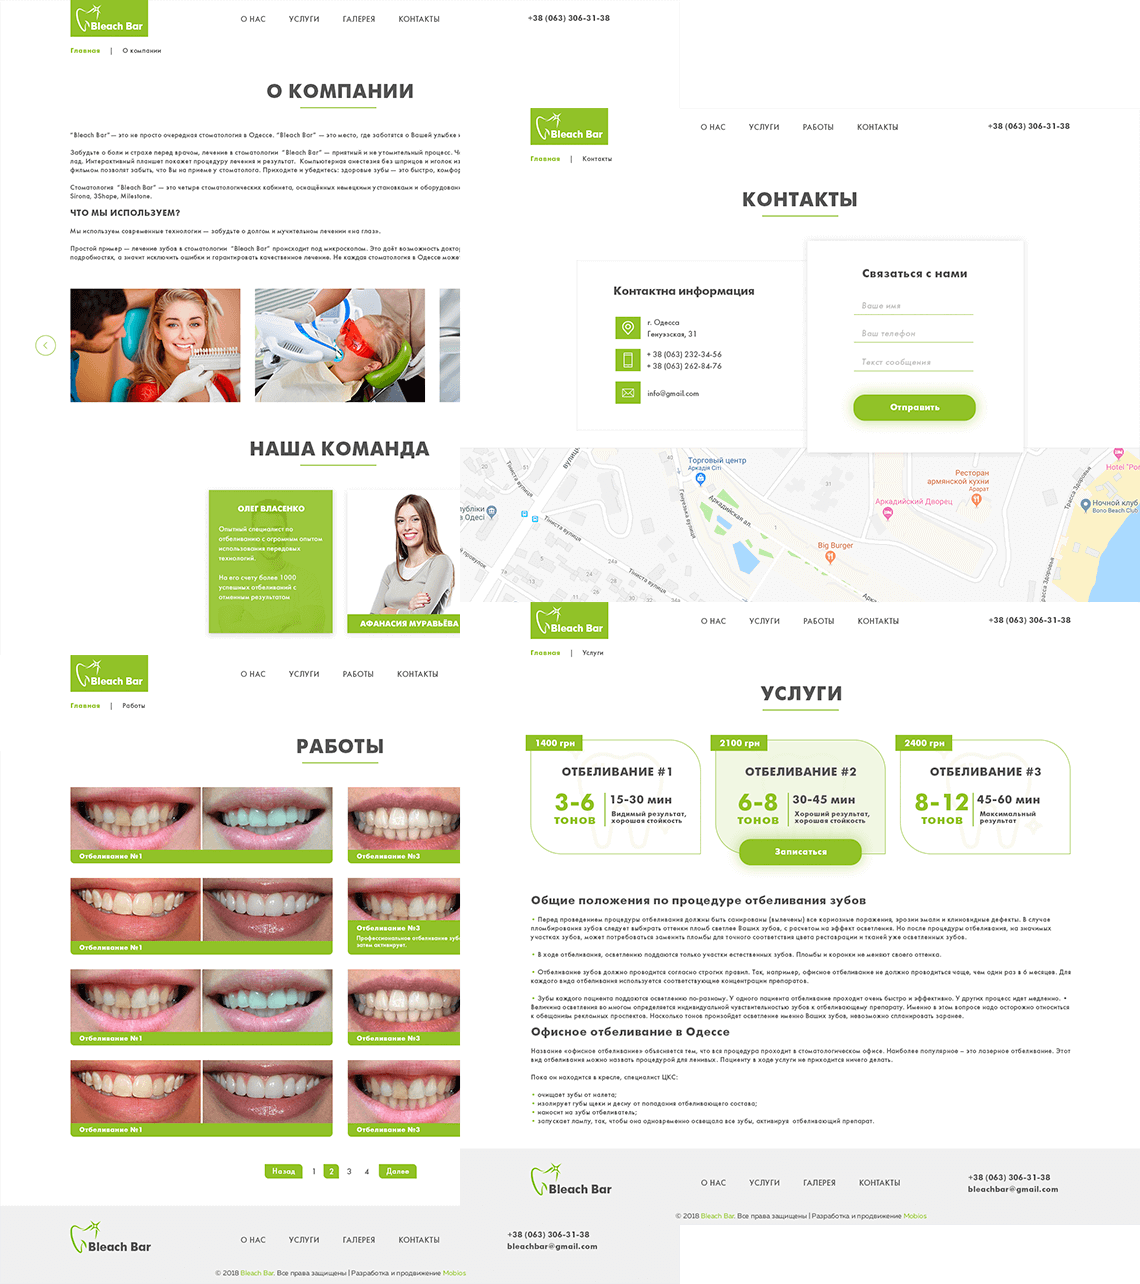 Bleach Bar
О НАС УСЛУГИ ГАЛЕРЕЯ КОНТАКТЫ
+38 (063) 306-31-38
Главная | О компании
О КОМПАНИИ
"Bleach Bar" — это не просто очередная стоматология в Одессе. "Bleach Bar" — это место, где заботятся о Вашей улыбке
Забудьте о боли и страхе перед врачом, лечение в стоматологии "Bleach Bar" — приятный и не утомительный процесс.
лад. Интерактивный планшет покажет процедуру лечения и результат. Компьютерная анестезия без шприцов и иголок
фильмом позволят забыть, что Вы на приеме у стоматолога. Приходите и убедитесь: здоровые зубы — это быстро,
Стоматология "Bleach Bar" — это четыре стоматологических кабинета, оснащённых немецкими установками и
Sirona, 3Shape, Milestone.
ЧТО МЫ ИСПОЛЬЗУЕМ?
Мы используем современные технологии — забудьте о долгом и мучительном лечении «на глаз».
Простой пример — лечение зубов в стоматологии "Bleach Bar" происходит под микроскопом. Это даёт возможность
подробностях, а значит исключить ошибки и гарантировать качественное лечение. Не каждая стоматология в Одессе
НАША КОМАНДА
ОЛЕГ ВЛАСЕНКО
Опытный специалист по
отбеливанию с огромным опытом
использования передовых
технологий.
На его счету более 1000
успешных отбеливаний с
отменным результатом
АФАНАСИЯ МУРАВЬЁВА
Bleach Bar
О НАС УСЛУГИ РАБОТЫ КОНТАКТЫ
+38 (063) 306-31-38
Главная | Контакты
КОНТАКТЫ
Контактна информация
г. Одесса
Генуэзская, 31
+ 38 (063) 232-34-56
+ 38 (063) 262-84-76
info@gmail.com
Связаться с нами
Ваше имя
Ваш телефон
Текст сообщения
Отправить
Торговый центр
Аркадія Сіті
Вулиця
Тіниста вулиця
Генуезька вулиця
Аркадійская ал.
Ресторан
армянской кухни
Арарат
Аркадийский Дворец
Hotel "Por
Трасса Здоровья
Ночной клуб
Bono Beach Club
публіки
в Одесі
Тіниста вулиця
Big Burger
Тіниста вулиця
Трасса Здоровья
Bleach Bar
О НАС УСЛУГИ РАБОТЫ КОНТАКТЫ
Главная | Работы
РАБОТЫ
Отбеливание №1
Отбеливание №3
Отбеливание №1
Отбеливание №3
Профессиональное отбеливание
затем активирует.
Отбеливание №1
Отбеливание №3
Отбеливание №1
Отбеливание №3
Назад 1 2 3 4 Далее
Bleach Bar
О НАС УСЛУГИ ГАЛЕРЕЯ КОНТАКТЫ
+38 (063) 306-31-38
bleachbar@gmail.com
© 2018 Bleach Bar. Все права защищены | Разработка и продвижение Mobios
Bleach Bar
О НАС УСЛУГИ РАБОТЫ КОНТАКТЫ
+38 (063) 306-31-38
Главная | Услуги
УСЛУГИ
1400 грн
ОТБЕЛИВАНИЕ #1
3-6
ТОНОВ
15-30 мин
Видимый результат,
хорошая стойкость
2100 грн
ОТБЕЛИВАНИЕ #2
6-8
ТОНОВ
30-45 мин
Хороший результат,
хорошая стойкость
Записаться
2400 грн
ОТБЕЛИВАНИЕ #3
8-12
ТОНОВ
45-60 мин
Максимальный
результат
Общие положения по процедуре отбеливания зубов
• Перед проведением процедуры отбеливания должны быть санированы (вылечены) все кариозные поражения, эрозии эмали и клиновидные дефекты. В случае
пломбирования зубов следует выбирать оттенки пломб светлее Ваших зубов, с расчетом на эффект осветления. Но после процедуры отбеливания, на значимых
участках зубов, может потребоваться заменить пломбы для точного соответствия цвета реставрации и тканей уже осветленных зубов.
• В ходе отбеливания, осветлению поддаются только участки естественных зубов. Пломбы и коронки не меняют своего оттенка.
• Отбеливание зубов должно проводится согласно строгих правил. Так, например, офисное отбеливание не должно проводиться чаще, чем один раз в 6 месяцев. Для
каждого вида отбеливания используется соответствующие концентрации препаратов.
• Зубы каждого пациента поддаются осветлению по-разному. У одного пациента отбеливание проходит очень быстро и эффективно. У других процесс идет медленно. •
Величина осветления во многом определяется индивидуальной чувствительностью зубов к отбеливающему препарату. Именно в этом вопросе надо осторожно относиться
к обещаниям рекламных проспектов. Насколько тонов произойдет осветление именно Ваших зубов, невозможно спланировать заранее.
Офисное отбеливание в Одессе
Название «офисное отбеливание» объясняется тем, что вся процедура проходит в стоматологическом офисе. Наиболее популярное – это лазерное отбеливание. Этот
вид отбеливания можно назвать процедурой для ленивых. Пациенту в ходе услуги не приходится ничего делать.
Пока он находится в кресле, специалист ЦКС:
• очищает зубы от налета;
• изолирует губы щеки и десну от попадания отбеливающего состава;
• наносит на зубы отбеливатель;
• запускает лампу, так, чтобы она одновременно освещала все зубы, активируя отбеливающий препарат.
Bleach Bar
О НАС УСЛУГИ ГАЛЕРЕЯ КОНТАКТЫ
+38 (063) 306-31-38
bleachbar@gmail.com
© 2018 Bleach Bar. Все права защищены | Разработка и продвижение Mobios